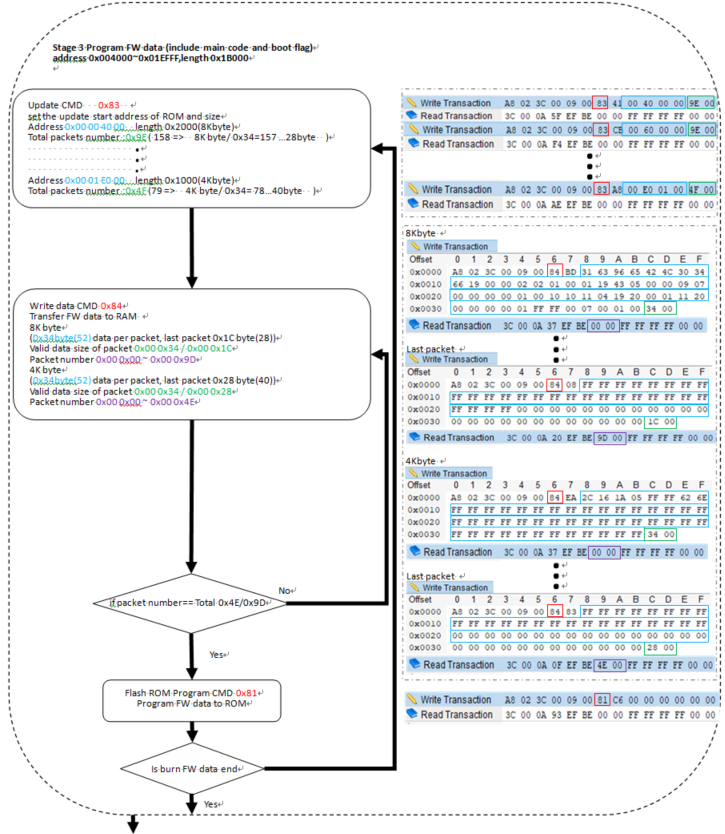 Stage 3 Program FW data (include main code and boot flag)
address 0x004000~0x01EFFF,length 0x1B000
Update CMD 0x83
set the update start address of ROM and size
Address 0x00 00 40 00 length 0x2000(8Kbyte)
Total packets number :0x9E( 158 => 8K byte/ 0x34=157 ...28byte )
Address 0x00 01 E0 00 length 0x1000(4Kbyte)
Total packets number :0x4F(79 => 4K byte/ 0x34= 78...40byte )
Write Transaction A8 02 3C 00 09 00 83 41 00 40 00 00 9E 00
Read Transaction 3C 00 0A 5F EF BE 00 00 FF FF FF FF 00
Write Transaction A8 02 3C 00 09 00 83 CB 00 60 00 00 9E 00
Read Transaction 3C 00 0A F4 EF BE 00 00 FF FF FF FF 00
Write Transaction A8 02 3C 00 09 00 83 A8 00 E0 01 00 4F 00
Read Transaction 3C 00 0A AE EF BE 00 00 FF FF FF FF 00
Write data CMD 0x84
Transfer FW data to RAM
8K byte
(0x34byte(52) data per packet, last packet 0x1C byte(28))
Valid data size of packet 0x00 34 / 0x00 1C
Packet number 0x00 0x00 ~ 0x00 0x9D
4K byte
(0x34byte(52) data per packet, last packet 0x28 byte(40))
Valid data size of packet 0x00 34 / 0x00 28
Packet number 0x00 0x00 ~ 0x00 0x4E
8Kbyte
Write Transaction
Offset 0 1 2 3 4 5 6 7 8 9 A B C D E F
0x0000 A8 02 3C 00 09 00 84 BD 31 63 96 65 42 4C 30 34
0x0010 66 19 00 00 00 02 02 01 01 19 43 05 00 00 09 07
0x0020 00 00 00 00 01 00 10 10 11 04 19 20 00 01 11 20
0x0030 00 00 00 01 FF FF 00 07 00 01 00 34 00
Read Transaction 3C 00 0A 37 EF BE 00 00 FF FF FF FF 00 00
Last packet
Write Transaction
Offset 0 1 2 3 4 5 6 7 8 9 A B C D E F
0x0000 A8 02 3C 00 09 00 84 08 FF FF FF FF FF FF FF FF
0x0010 FF FF FF FF FF FF FF FF FF FF FF FF FF FF FF FF
0x0020 FF FF FF FF 00 00 00 00 00 00 00 00 00 00 00 00
0x0030 00 00 00 00 00 00 00 00 00 00 00 00 1C 00
Read Transaction 3C 00 0A 20 EF BE 9D 00 FF FF FF FF 00 00
4Kbyte
Write Transaction
Offset 0 1 2 3 4 5 6 7 8 9 A B C D E F
0x0000 A8 02 3C 00 09 00 84 EA 2C 16 1A 05 FF FF 62 6E
0x0010 FF FF FF FF FF FF FF FF FF FF FF FF FF FF FF FF
0x0020 FF FF FF FF FF FF FF FF FF FF FF FF FF FF FF FF
0x0030 FF FF FF FF FF FF FF FF FF FF FF FF 34 00
Read Transaction 3C 00 0A 37 EF BE 00 00 FF FF FF FF 00 00
Last packet
Write Transaction
Offset 0 1 2 3 4 5 6 7 8 9 A B C D E F
0x0000 A8 02 3C 00 09 00 84 83 FF FF FF FF FF FF FF FF
0x0010 FF FF FF FF FF FF FF FF FF FF FF FF FF FF FF FF
0x0020 00 00 00 00 00 00 00 00 00 00 00 00 00 00 00 00
0x0030 00 00 00 00 00 00 00 00 00 00 00 00 28 00
Read Transaction 3C 00 0A 0F EF BE 4E 00 FF FF FF FF 00 00
If packet number== Total 0x4E/0x9D
No
Yes
Flash ROM Program CMD 0x81
Program FW data to ROM
Write Transaction A8 02 3C 00 09 00 81 C6 00 00 00 00 00 00
Read Transaction 3C 00 0A 93 EF BE 00 00 FF FF FF FF 00
Is burn FW data end
Yes